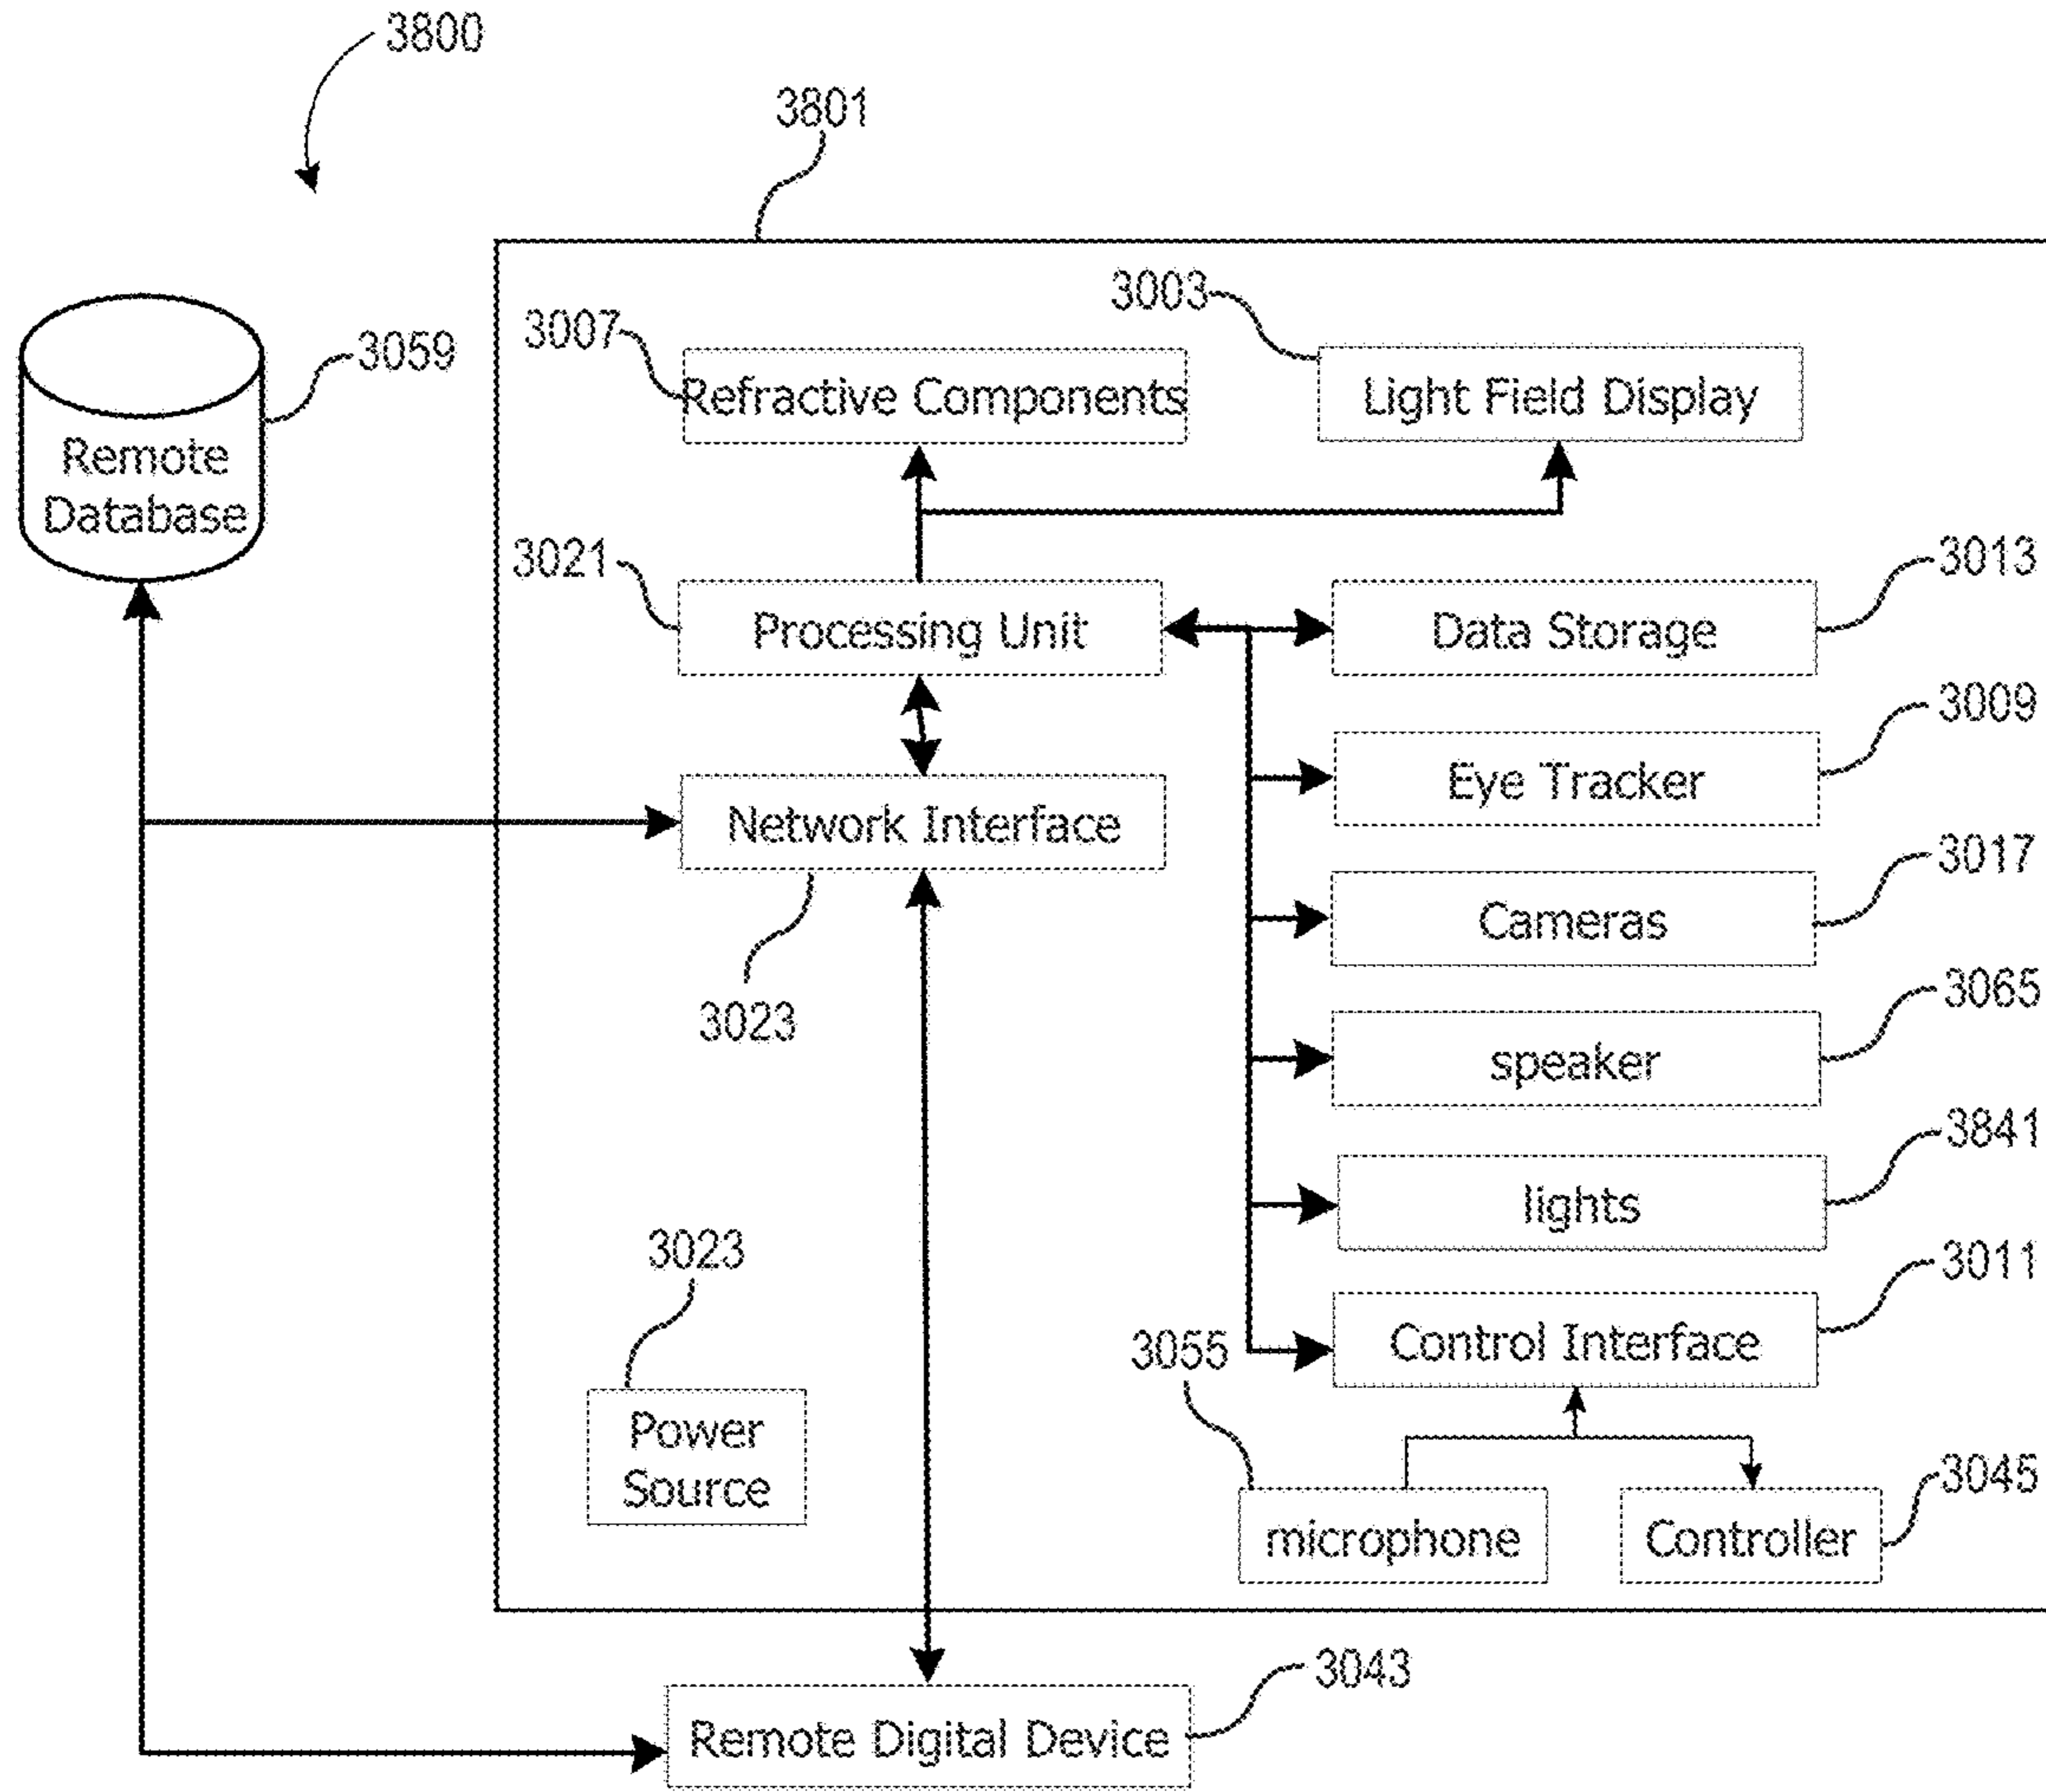 3800
3801
3003
3007
3059
Refractive Components
Light Field Display
Remote
Database
3021
3013
Processing Unit
Data Storage
3009
Eye Tracker
Network Interface
3017
Cameras
3023
3065
speaker
3841
lights
3023
3011
Control Interface
3055
Power
Source
3045
microphone
Controller
3043
Remote Digital Device